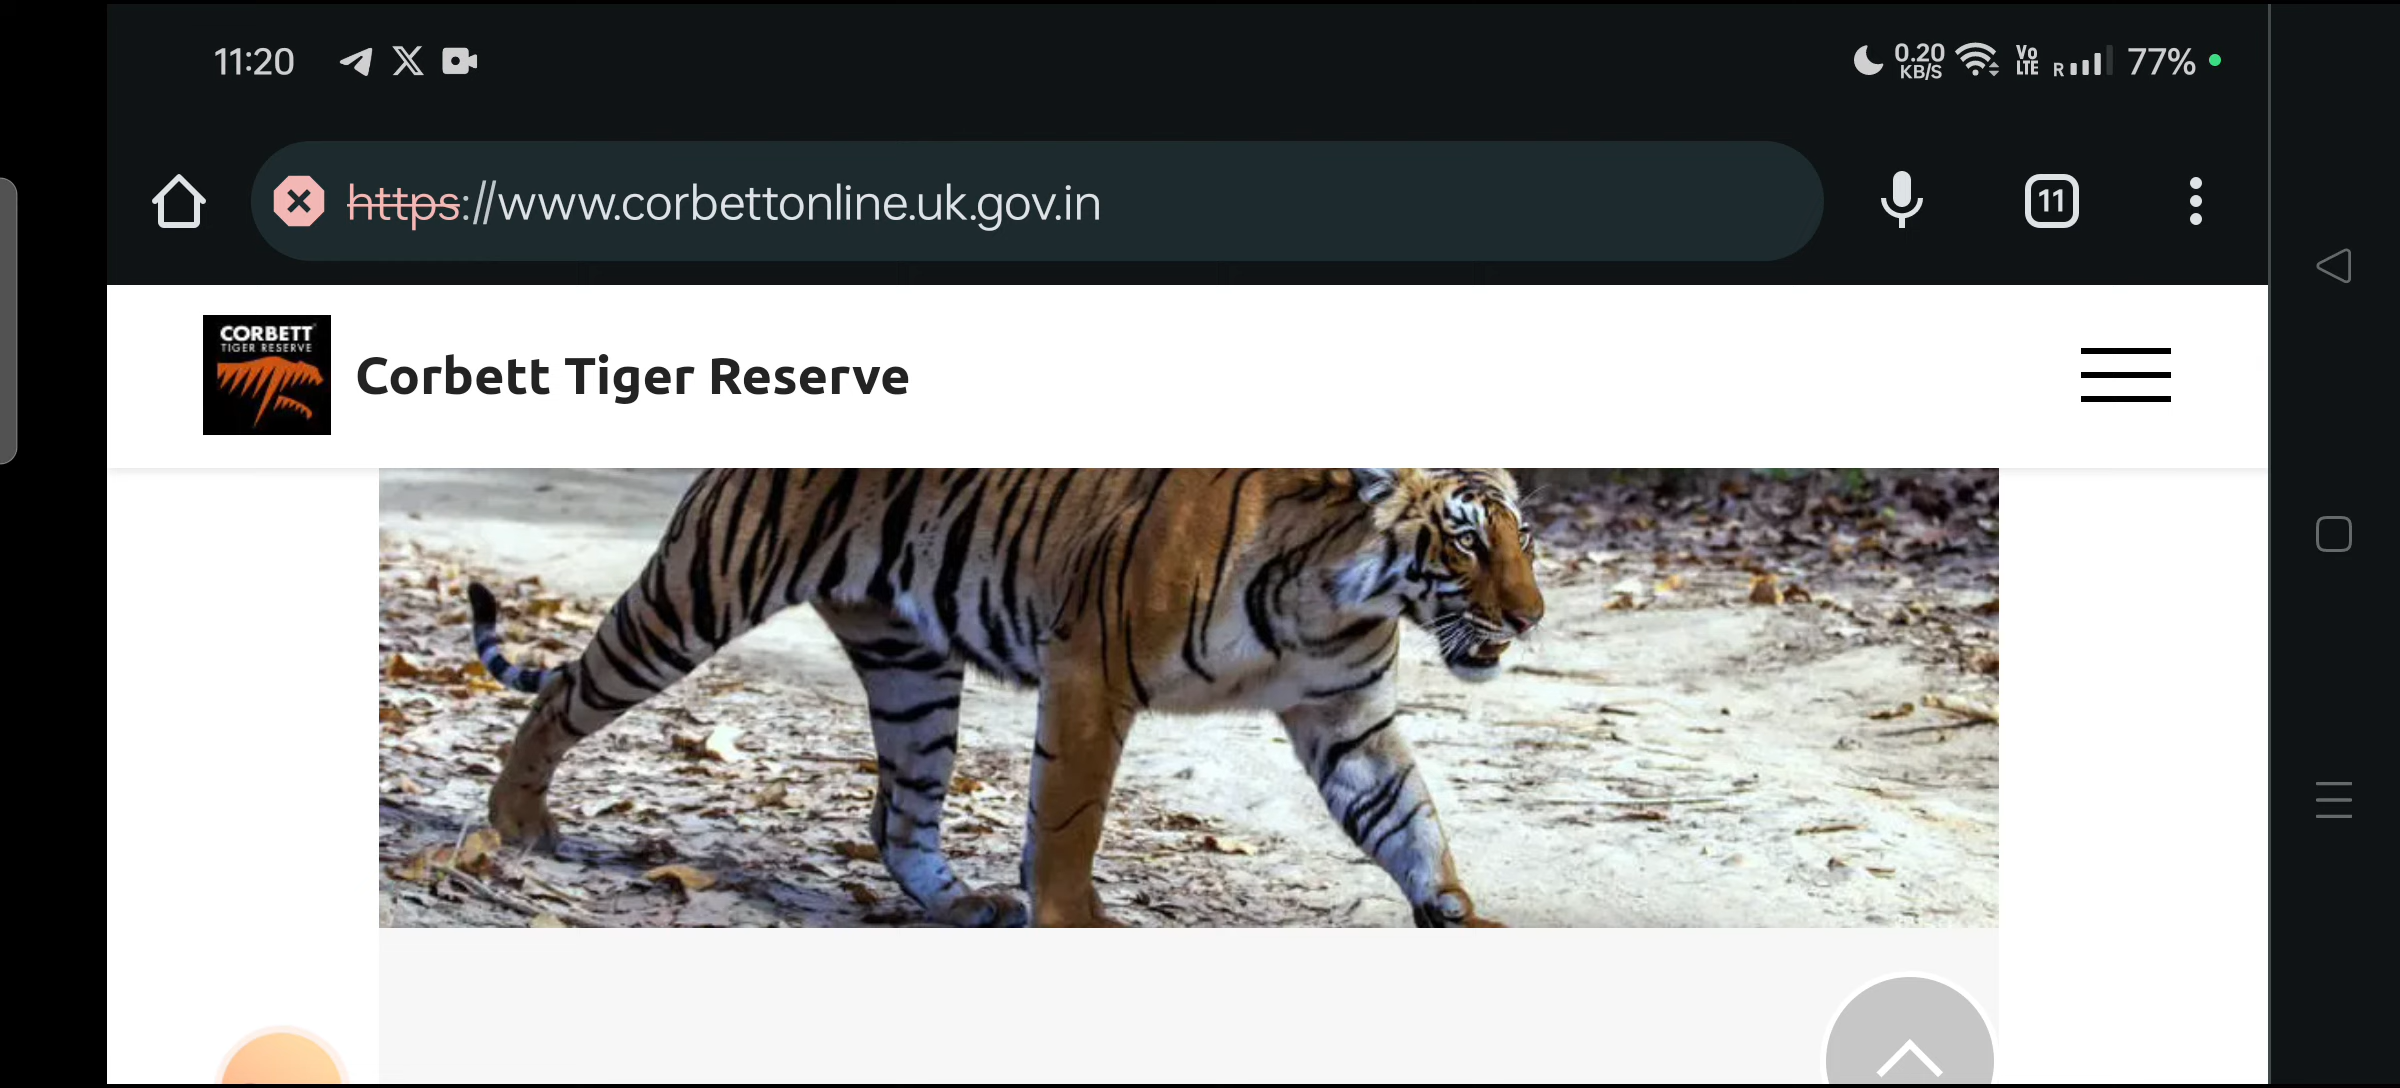 11:20
0.20 KB/S
Vo LTE
R
77%
https://www.corbettonline.uk.gov.in
11
CORBETT
TIGER RESERVE
Corbett Tiger Reserve